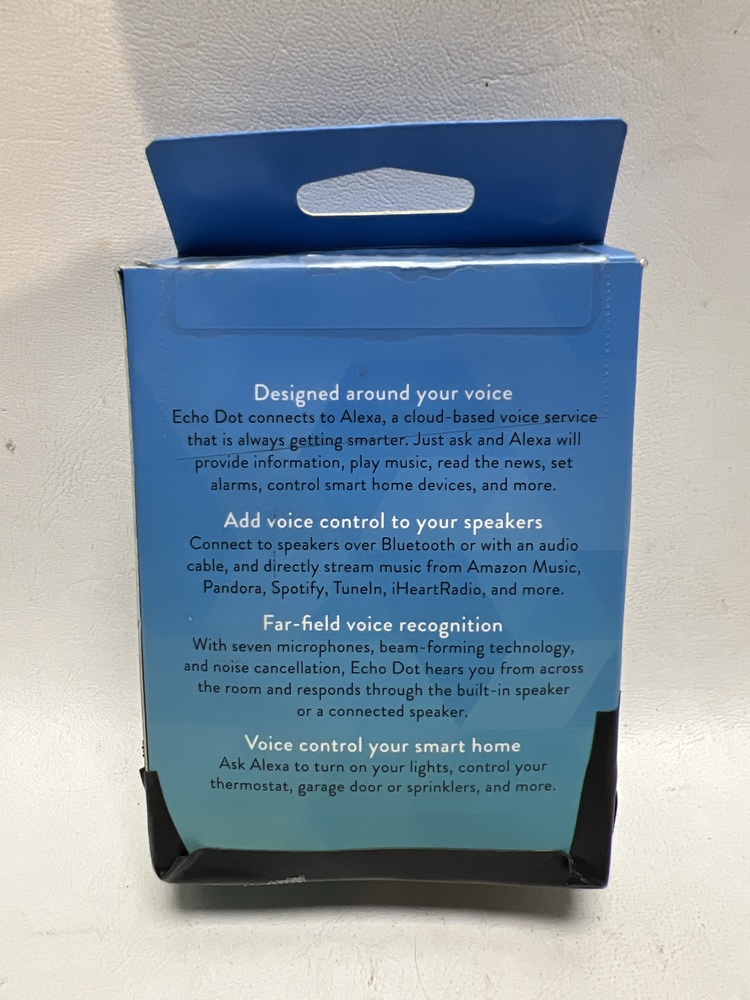 Designed around your voice
Echo Dot connects to Alexa, a cloud-based voice service
that is always getting smarter. Just ask and Alexa will
provide information, play music, read the news, set
alarms, control smart home devices, and more.
Add voice control to your speakers
Connect to speakers over Bluetooth or with an audio
cable, and directly stream music from Amazon Music,
Pandora, Spotify, TuneIn, iHeartRadio, and more.
Far-field voice recognition
With seven microphones, beam-forming technology,
and noise cancellation, Echo Dot hears you from across
the room and responds through the built-in speaker
or a connected speaker.
Voice control your smart home
Ask Alexa to turn on your lights, control your
thermostat, garage door or sprinklers, and more.